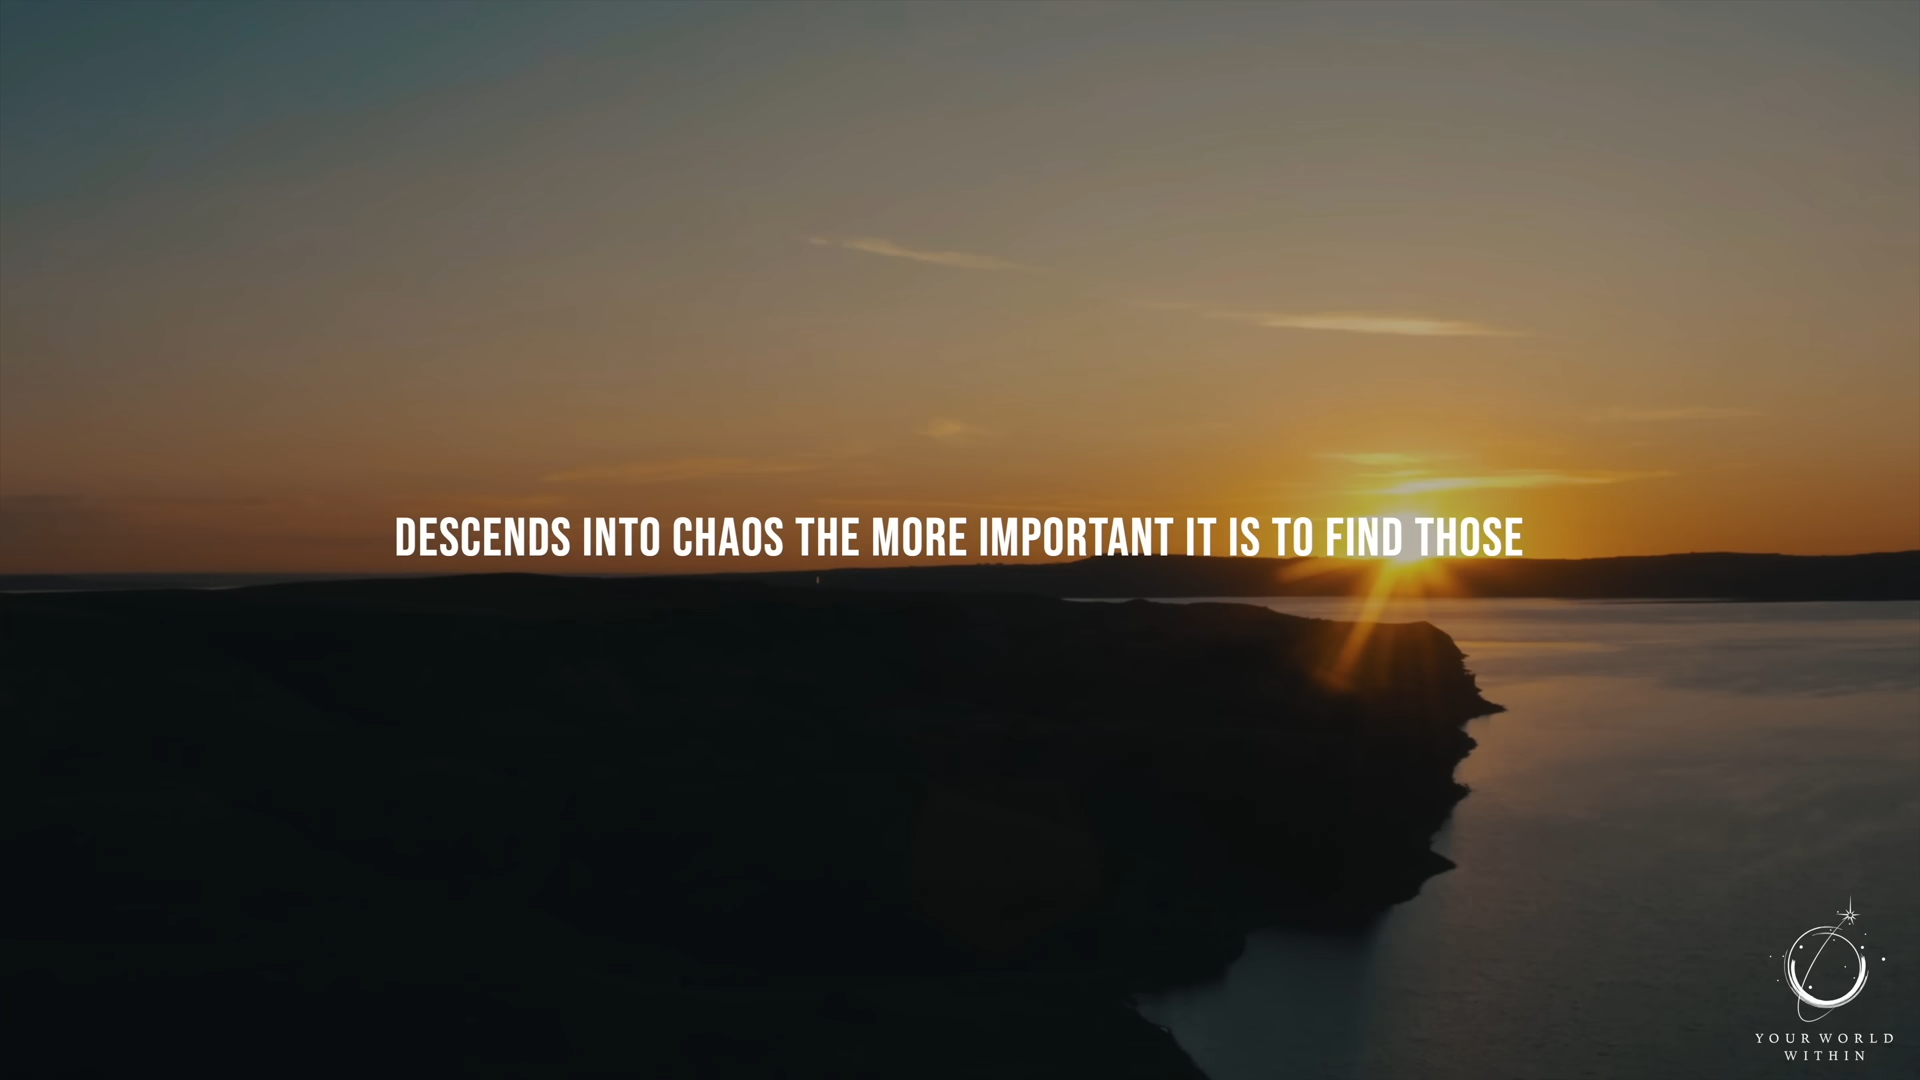 DESCENDS INTO CHAOS THE MORE IMPORTANT IT IS TO FIND THOSE
YOUR WORLD
WITHIN